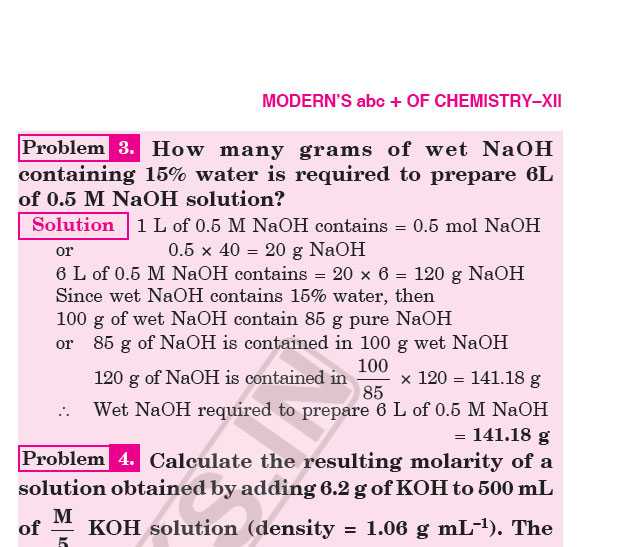 MODERN'S abc + OF CHEMISTRY–XII
Problem 3. How many grams of wet NaOH
containing 15% water is required to prepare 6L
of 0.5 M NaOH solution?
Solution 1 L of 0.5 M NaOH contains = 0.5 mol NaOH
or 0.5 × 40 = 20 g NaOH
6 L of 0.5 M NaOH contains = 20 × 6 = 120 g NaOH
Since wet NaOH contains 15% water, then
100 g of wet NaOH contain 85 g pure NaOH
or 85 g of NaOH is contained in 100 g wet NaOH
120 g of NaOH is contained in 100/85 × 120 = 141.18 g
∴ Wet NaOH required to prepare 6 L of 0.5 M NaOH
= 141.18 g
Problem 4. Calculate the resulting molarity of a
solution obtained by adding 6.2 g of KOH to 500 mL
of M/5 KOH solution (density = 1.06 g mL⁻¹). The